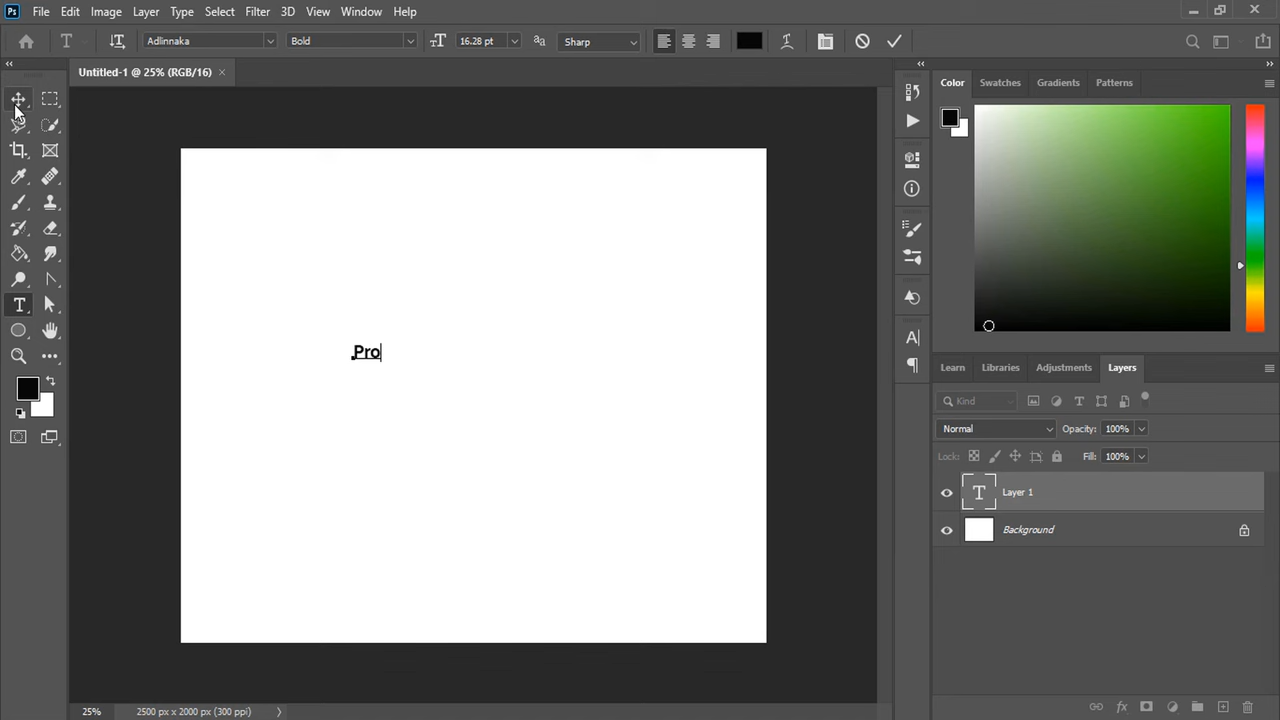 Ps File Edit Image Layer Type Select Filter 3D View Window Help
T Adlinnaka Bold 16.28 pt aa Sharp
Untitled-1 @ 25% (RGB/16) ×
Color Swatches Gradients Patterns
Pro
Learn Libraries Adjustments Layers
Kind
Normal Opacity: 100%
Lock: Fill: 100%
T Layer 1
Background
25% 2500 px x 2000 px (300 ppi)